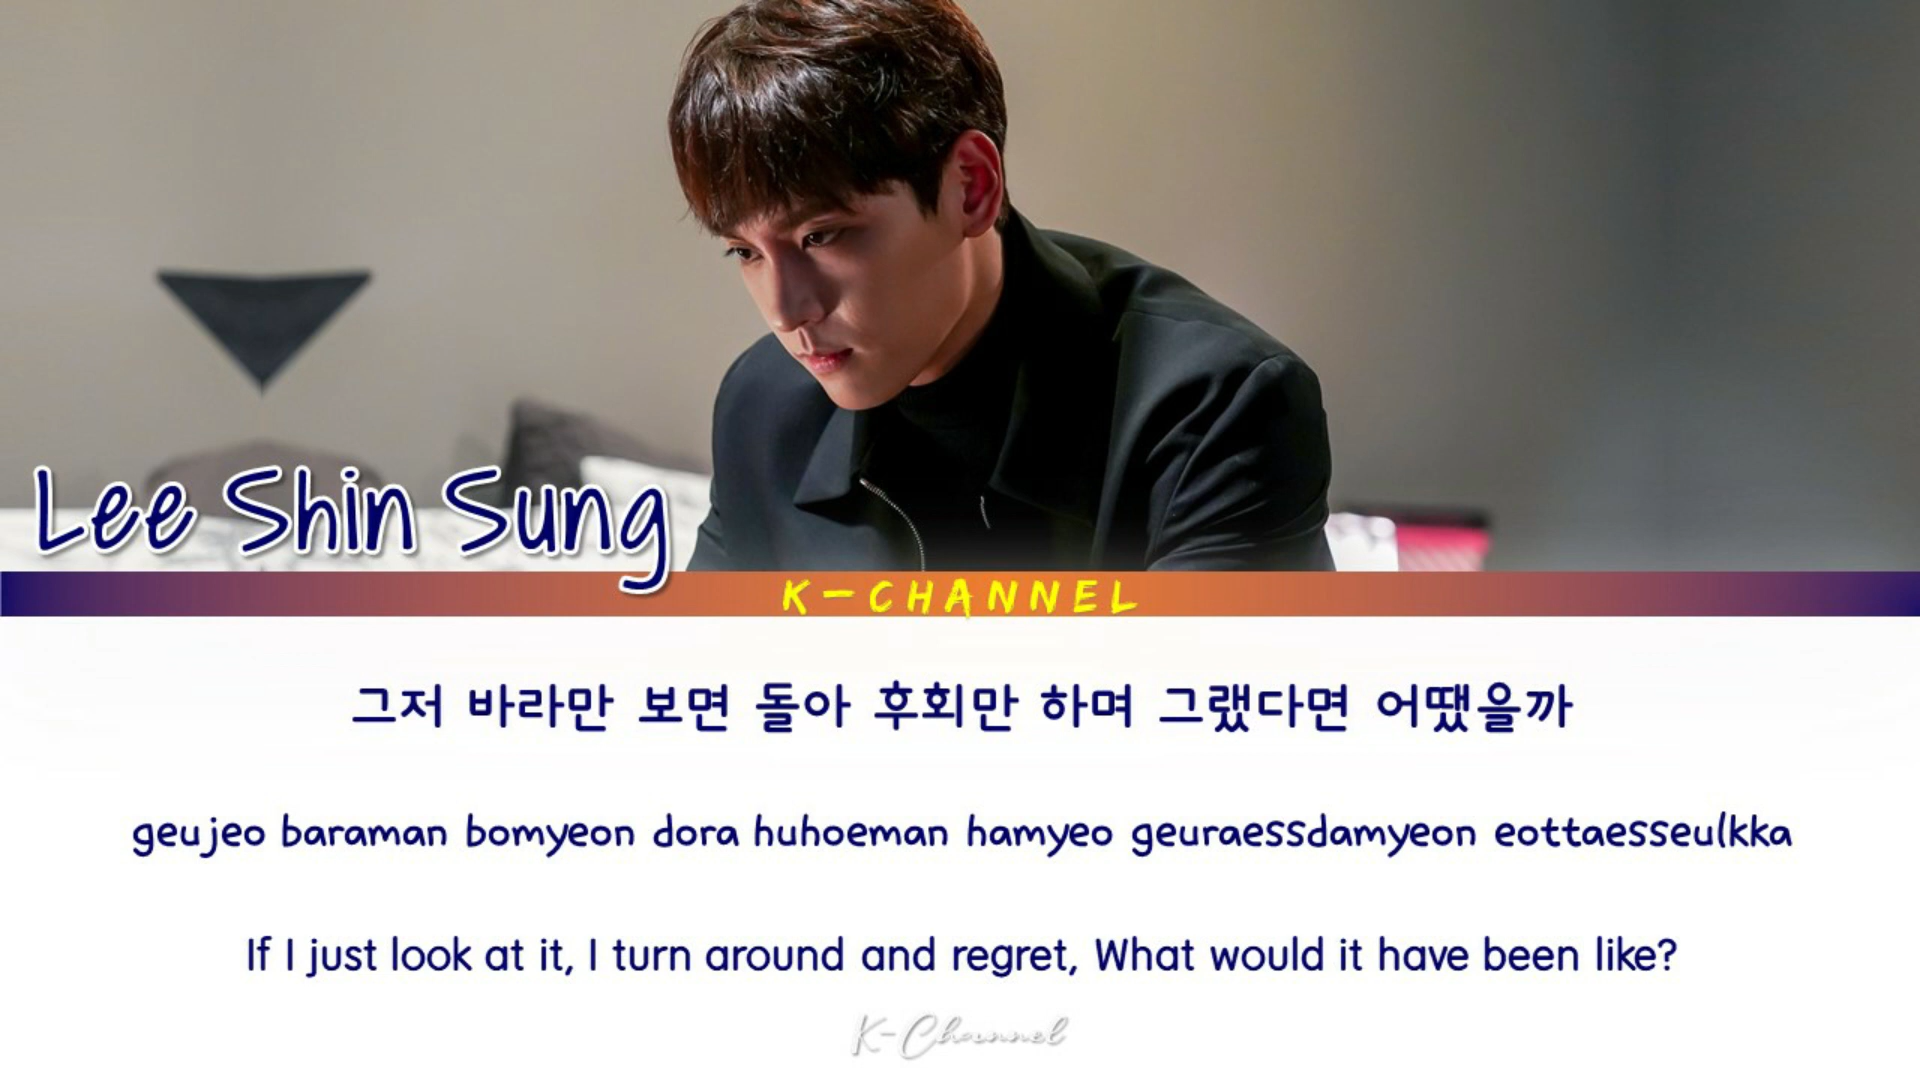 Lee Shin Sung
K-CHANNEL
그저 바라만 보면 돌아 후회만 하며 그랬다면 어땠을까
geujeo baraman bomyeon dora huhoeman hamyeo geuraessdamyeon eottaesseulkka
If I just look at it, I turn around and regret, What would it have been like?
K-Channel